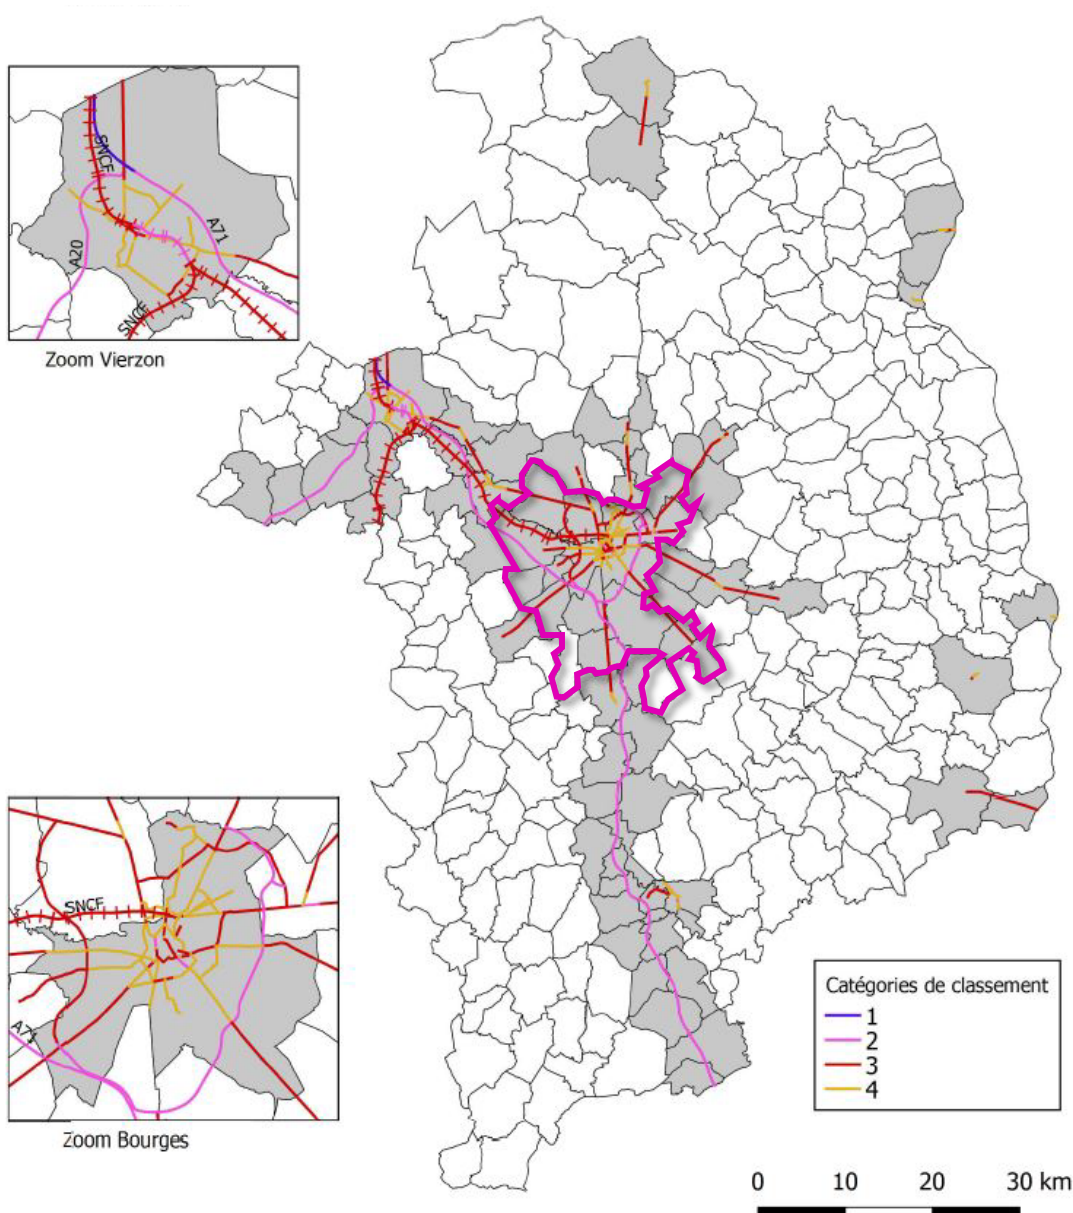 SNCF
A71
A20
SNCF
Zoom Vierzon
SNCF
A71
Zoom Bourges
Catégories de classement
1
2
3
4
0 10 20 30 km